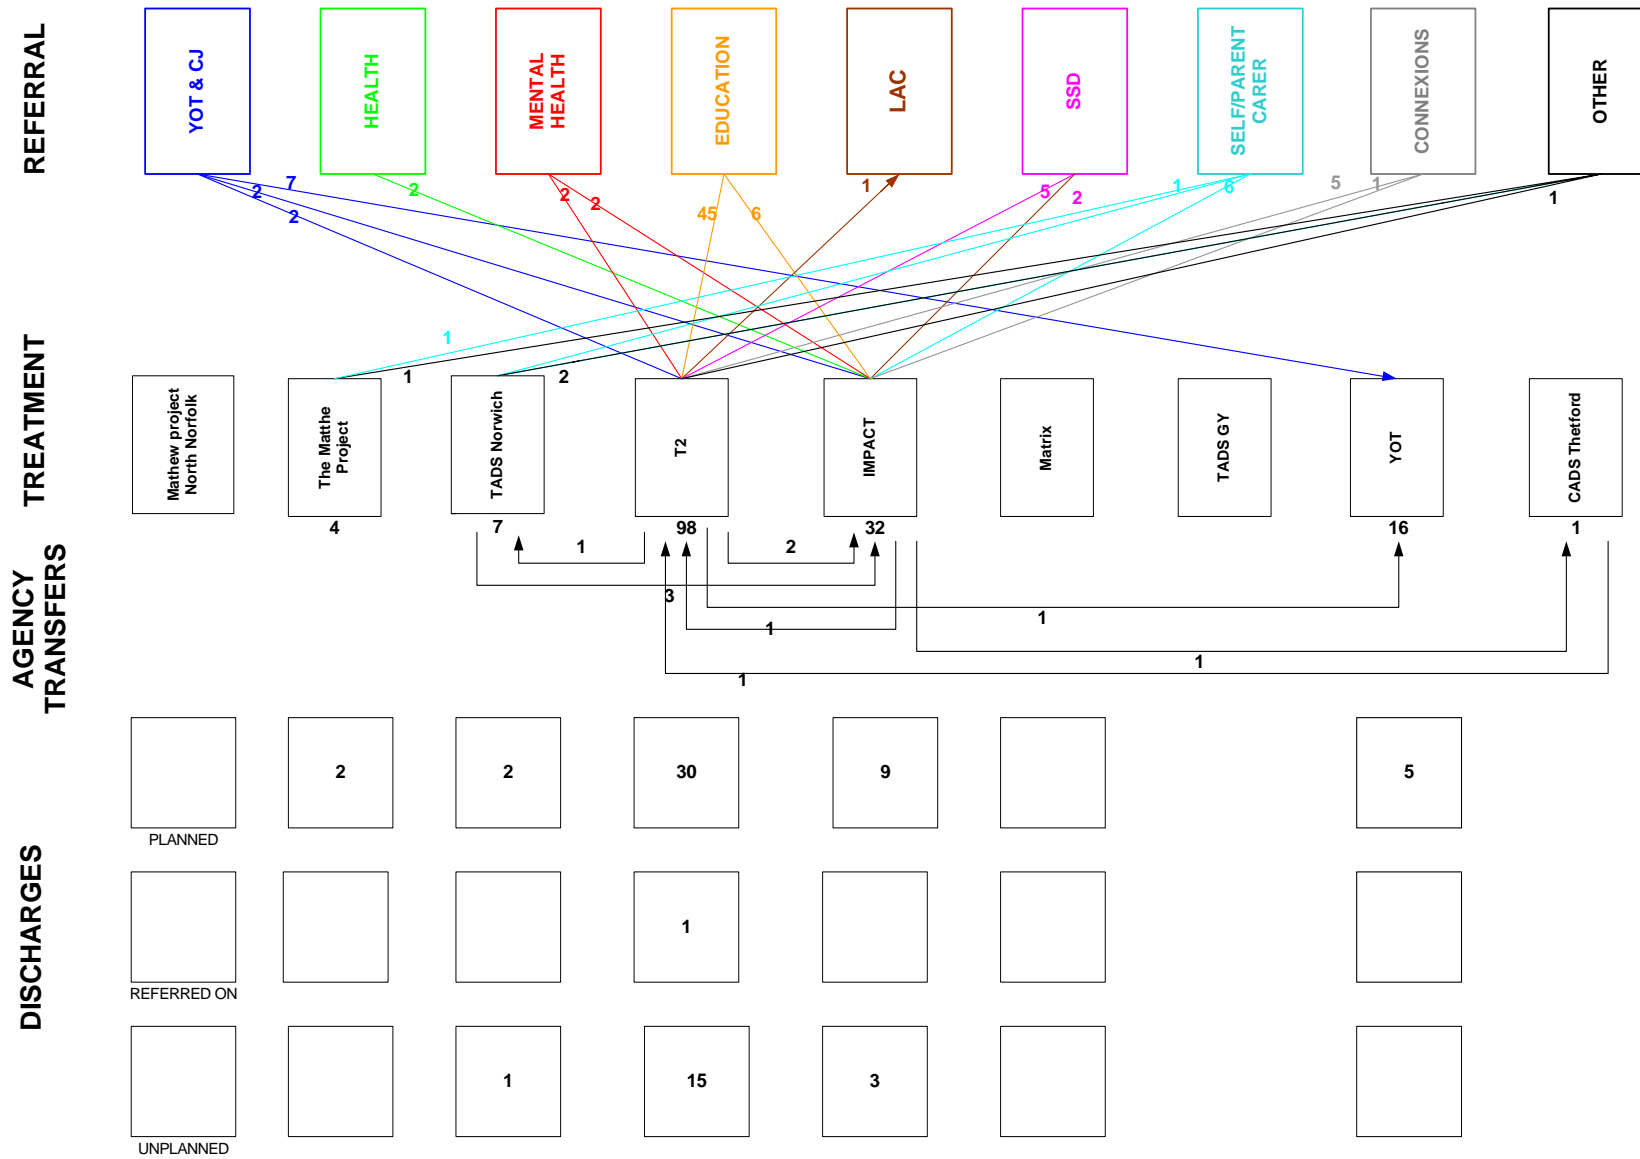 REFERRAL
YOT & CJ
HEALTH
MENTAL
HEALTH
EDUCATION
LAC
SSD
SELF/PARENT
CARER
CONNEXIONS
OTHER
2
7
2
2
2
2
45
6
1
5
2
1
6
5
1
1
1
1
2
TREATMENT
Mathew project
North Norfolk
The Matthe
Project
TADS Norwich
T2
IMPACT
Matrix
TADS GY
YOT
CADS Thetford
4
7
98
32
16
1
AGENCY
TRANSFERS
1
2
3
1
1
1
1
DISCHARGES
2
2
30
9
5
PLANNED
1
REFERRED ON
1
15
3
UNPLANNED